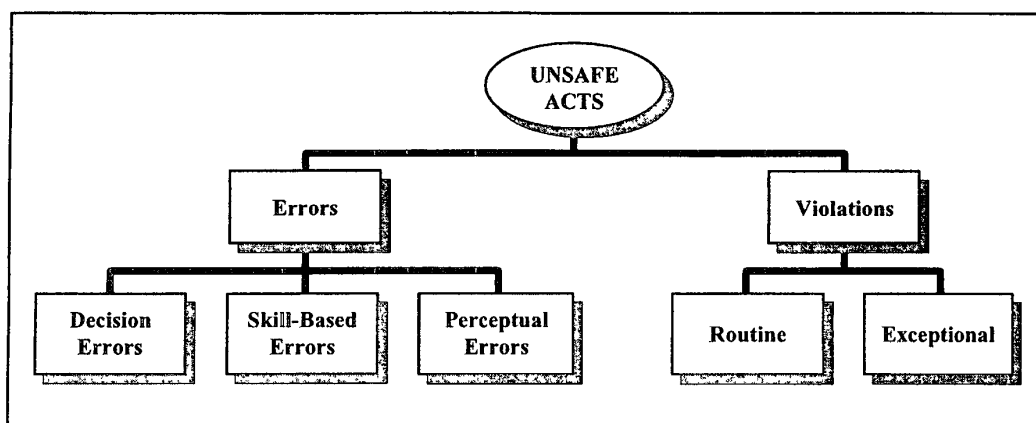 UNSAFE
ACTS
Errors
Violations
Decision
Errors
Skill-Based
Errors
Perceptual
Errors
Routine
Exceptional